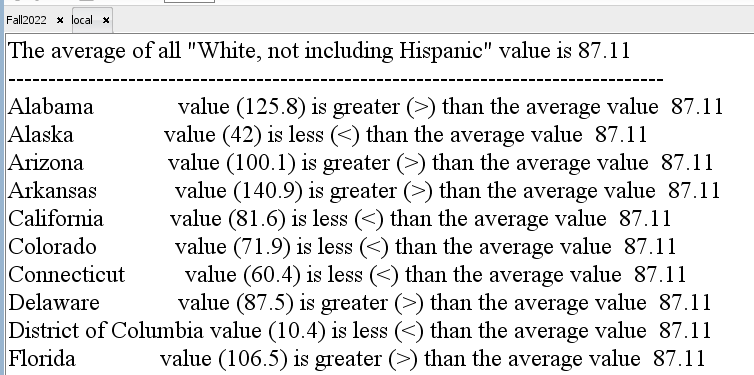 Fall2022 × local ×
The average of all "White, not including Hispanic" value is 87.11
--------------------------------------------------------------------------------
Alabama value (125.8) is greater (>) than the average value 87.11
Alaska value (42) is less (<) than the average value 87.11
Arizona value (100.1) is greater (>) than the average value 87.11
Arkansas value (140.9) is greater (>) than the average value 87.11
California value (81.6) is less (<) than the average value 87.11
Colorado value (71.9) is less (<) than the average value 87.11
Connecticut value (60.4) is less (<) than the average value 87.11
Delaware value (87.5) is greater (>) than the average value 87.11
District of Columbia value (10.4) is less (<) than the average value 87.11
Florida value (106.5) is greater (>) than the average value 87.11